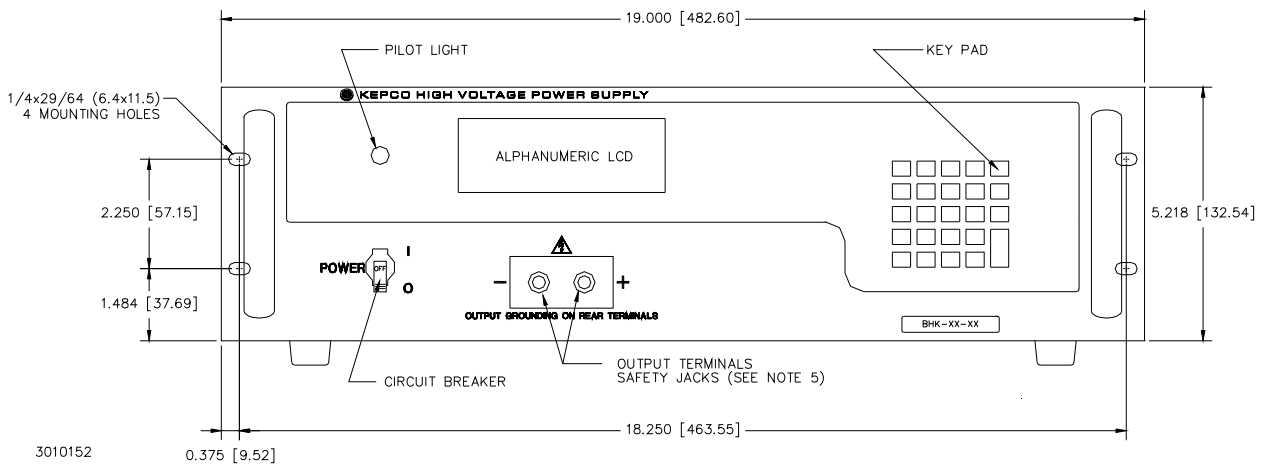 19.000 [482.60]
PILOT LIGHT
KEY PAD
1/4x29/64 (6.4x11.5)
4 MOUNTING HOLES
KEPCO HIGH VOLTAGE POWER SUPPLY
ALPHANUMERIC LCD
2.250 [57.15]
5.218 [132.54]
I
POWER
OFF
O
- +
1.484 [37.69]
OUTPUT GROUNDING ON REAR TERMINALS
BHK-XX-XX
OUTPUT TERMINALS
SAFETY JACKS (SEE NOTE 5)
CIRCUIT BREAKER
18.250 [463.55]
3010152
0.375 [9.52]